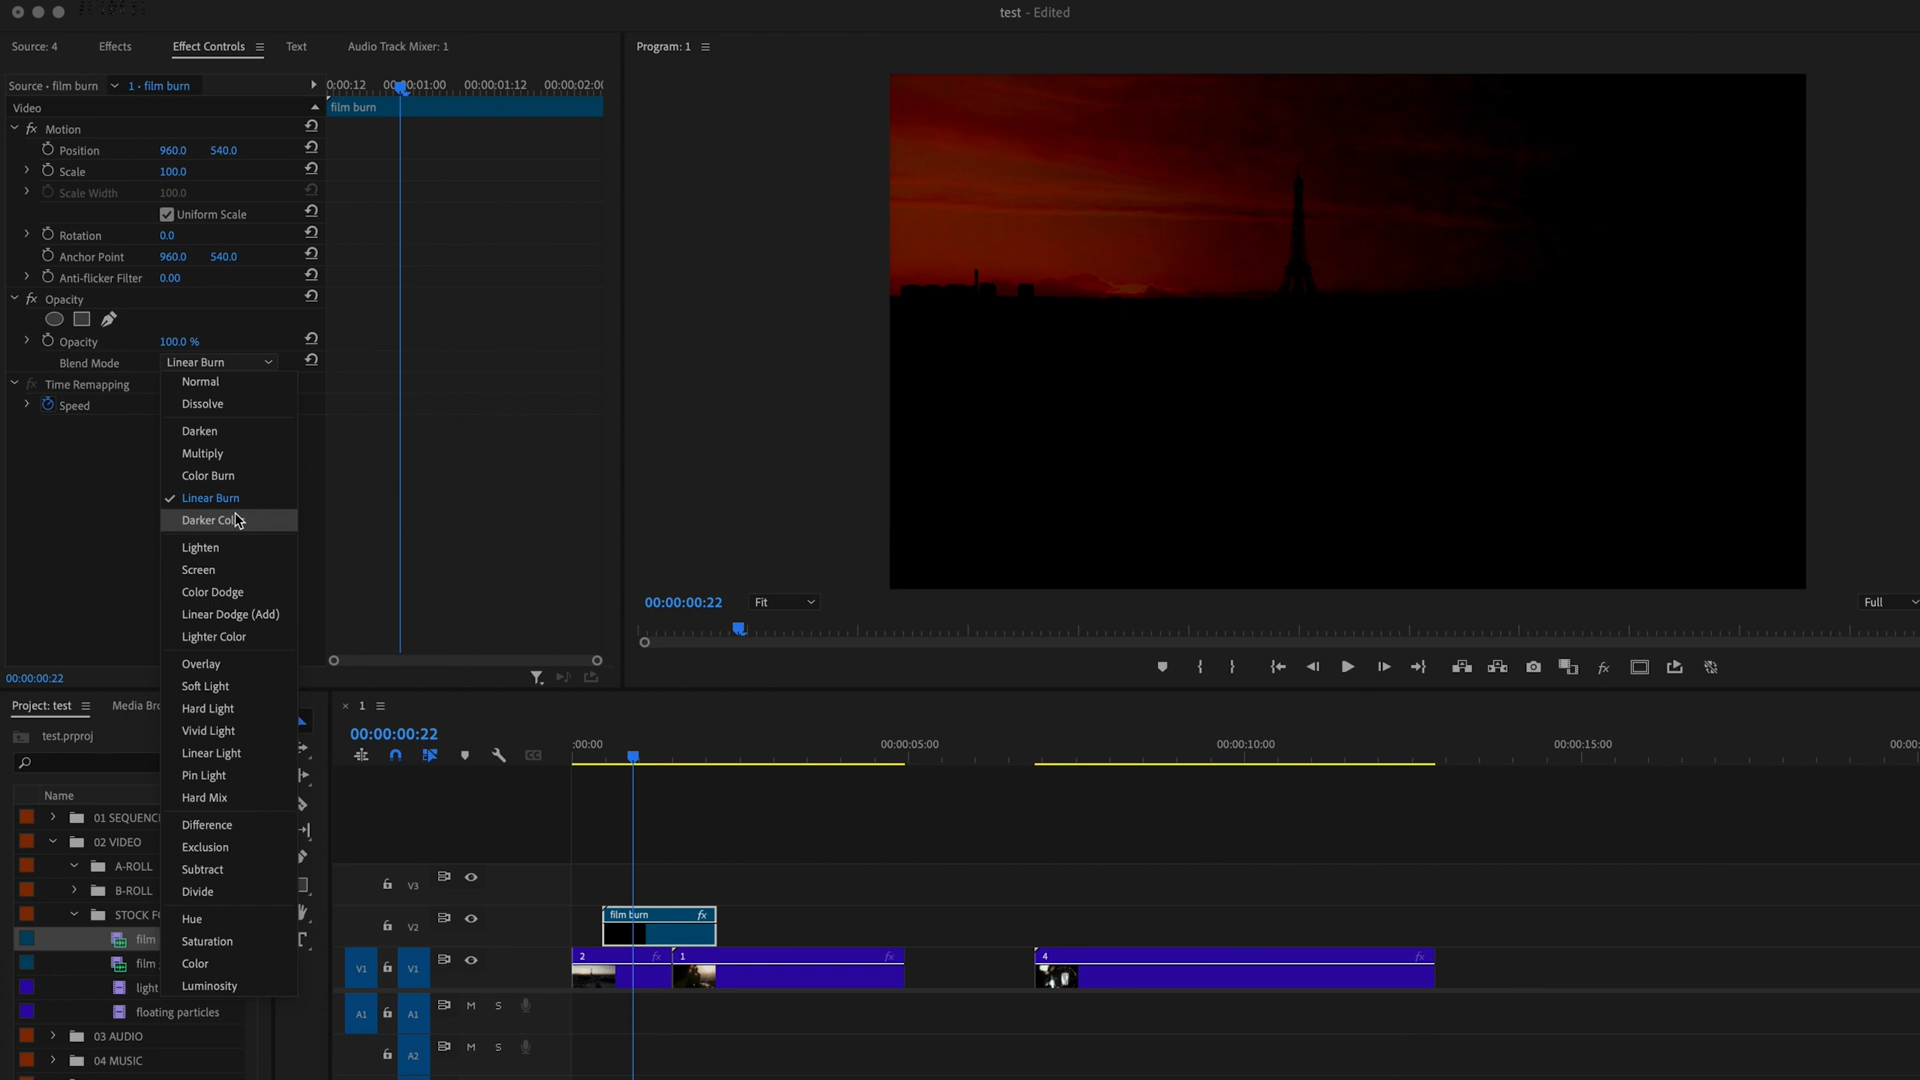 test - Edited
Source: 4
Effects
Effect Controls
Text
Audio Track Mixer: 1
Program: 1
Source • film burn
1 • film burn
0:00:12
00:00:01:00
00:00:01:12
00:00:02:0
Video
film burn
fx Motion
Position 960.0 540.0
Scale 100.0
Scale Width 100.0
Uniform Scale
Rotation 0.0
Anchor Point 960.0 540.0
Anti-flicker Filter 0.00
fx Opacity
Opacity 100.0 %
Blend Mode Linear Burn
fx Time Remapping
Speed
Normal
Dissolve
Darken
Multiply
Color Burn
Linear Burn
Darker Col
Lighten
Screen
Color Dodge
Linear Dodge (Add)
Lighter Color
Overlay
Soft Light
Hard Light
Vivid Light
Linear Light
Pin Light
Hard Mix
Difference
Exclusion
Subtract
Divide
Hue
Saturation
Color
Luminosity
00:00:00:22
Fit
Full
fx
00:00:00:22
Project: test
Media Bro
test.prproj
Name
01 SEQUENC
02 VIDEO
A-ROLL
B-ROLL
STOCK FO
film
film
light
floating particles
03 AUDIO
04 MUSIC
1
00:00:00:22
CC
:00:00
00:00:05:00
00:00:10:00
00:00:15:00
00:00:
V3
V2
film burn fx
V1 V1
2 fx
1 fx
4 fx
A1 A1 M S
A2 M S